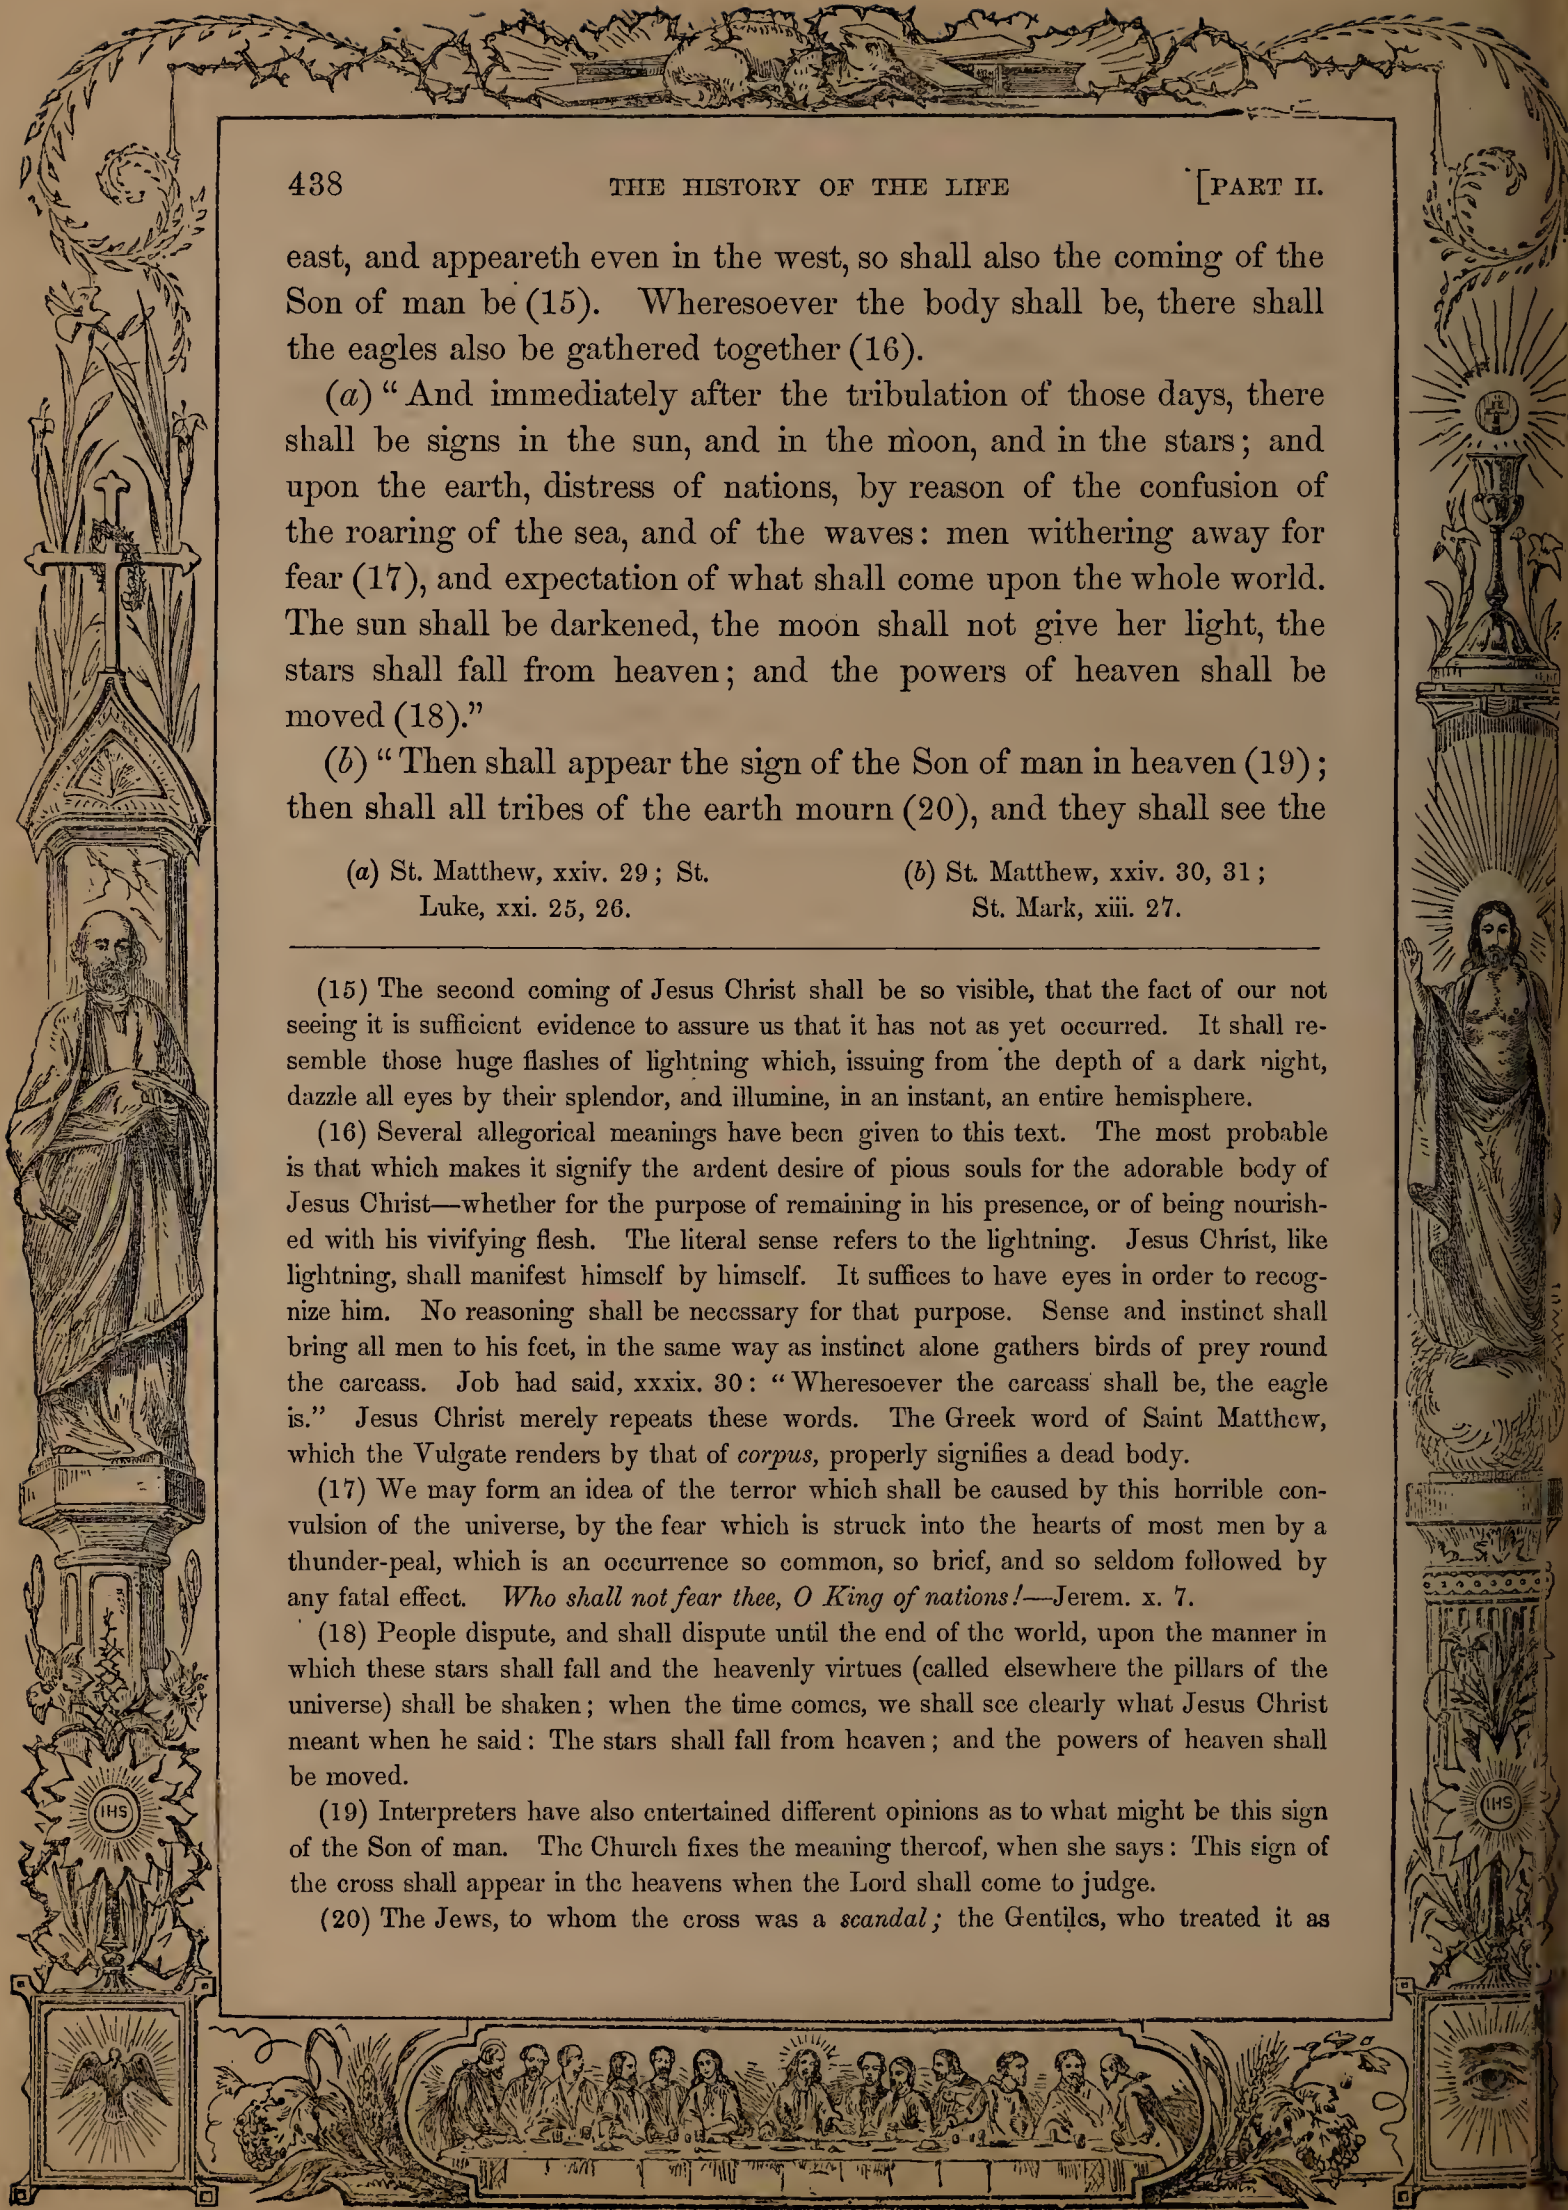 438 THE HISTORY OF THE LIFE [PART II.
east, and appeareth even in the west, so shall also the coming of the
Son of man be (15). Wheresoever the body shall be, there shall
the eagles also be gathered together (16).
(a) “ And immediately after the tribulation of those days, there
shall be signs in the sun, and in the moon, and in the stars; and
upon the earth, distress of nations, by reason of the confusion of
the roaring of the sea, and of the waves: men withering away for
fear (17), and expectation of what shall come upon the whole world.
The sun shall be darkened, the moon shall not give her light, the
stars shall fall from heaven; and the powers of heaven shall be
moved (18).”
(b) “ Then shall appear the sign of the Son of man in heaven (19);
then shall all tribes of the earth mourn (20), and they shall see the
(a) St. Matthew, xxiv. 29; St.
Luke, xxi. 25, 26.
(b) St. Matthew, xxiv. 30, 31;
St. Mark, xiii. 27.
(15) The second coming of Jesus Christ shall be so visible, that the fact of our not
seeing it is sufficient evidence to assure us that it has not as yet occurred. It shall re-
semble those huge flashes of lightning which, issuing from the depth of a dark night,
dazzle all eyes by their splendor, and illumine, in an instant, an entire hemisphere.
(16) Several allegorical meanings have been given to this text. The most probable
is that which makes it signify the ardent desire of pious souls for the adorable body of
Jesus Christ—whether for the purpose of remaining in his presence, or of being nourish-
ed with his vivifying flesh. The literal sense refers to the lightning. Jesus Christ, like
lightning, shall manifest himself by himself. It suffices to have eyes in order to recog-
nize him. No reasoning shall be necessary for that purpose. Sense and instinct shall
bring all men to his feet, in the same way as instinct alone gathers birds of prey round
the carcass. Job had said, xxxix. 30: “ Wheresoever the carcass shall be, the eagle
is.” Jesus Christ merely repeats these words. The Greek word of Saint Matthew,
which the Vulgate renders by that of corpus, properly signifies a dead body.
(17) We may form an idea of the terror which shall be caused by this horrible con-
vulsion of the universe, by the fear which is struck into the hearts of most men by a
thunder-peal, which is an occurrence so common, so brief, and so seldom followed by
any fatal effect. Who shall not fear thee, O King of nations!—Jerem. x. 7.
(18) People dispute, and shall dispute until the end of the world, upon the manner in
which these stars shall fall and the heavenly virtues (called elsewhere the pillars of the
universe) shall be shaken; when the time comes, we shall see clearly what Jesus Christ
meant when he said: The stars shall fall from heaven; and the powers of heaven shall
be moved.
(19) Interpreters have also entertained different opinions as to what might be this sign
of the Son of man. The Church fixes the meaning thereof, when she says: This sign of
the cross shall appear in the heavens when the Lord shall come to judge.
(20) The Jews, to whom the cross was a scandal; the Gentiles, who treated it as
IHS
IHS